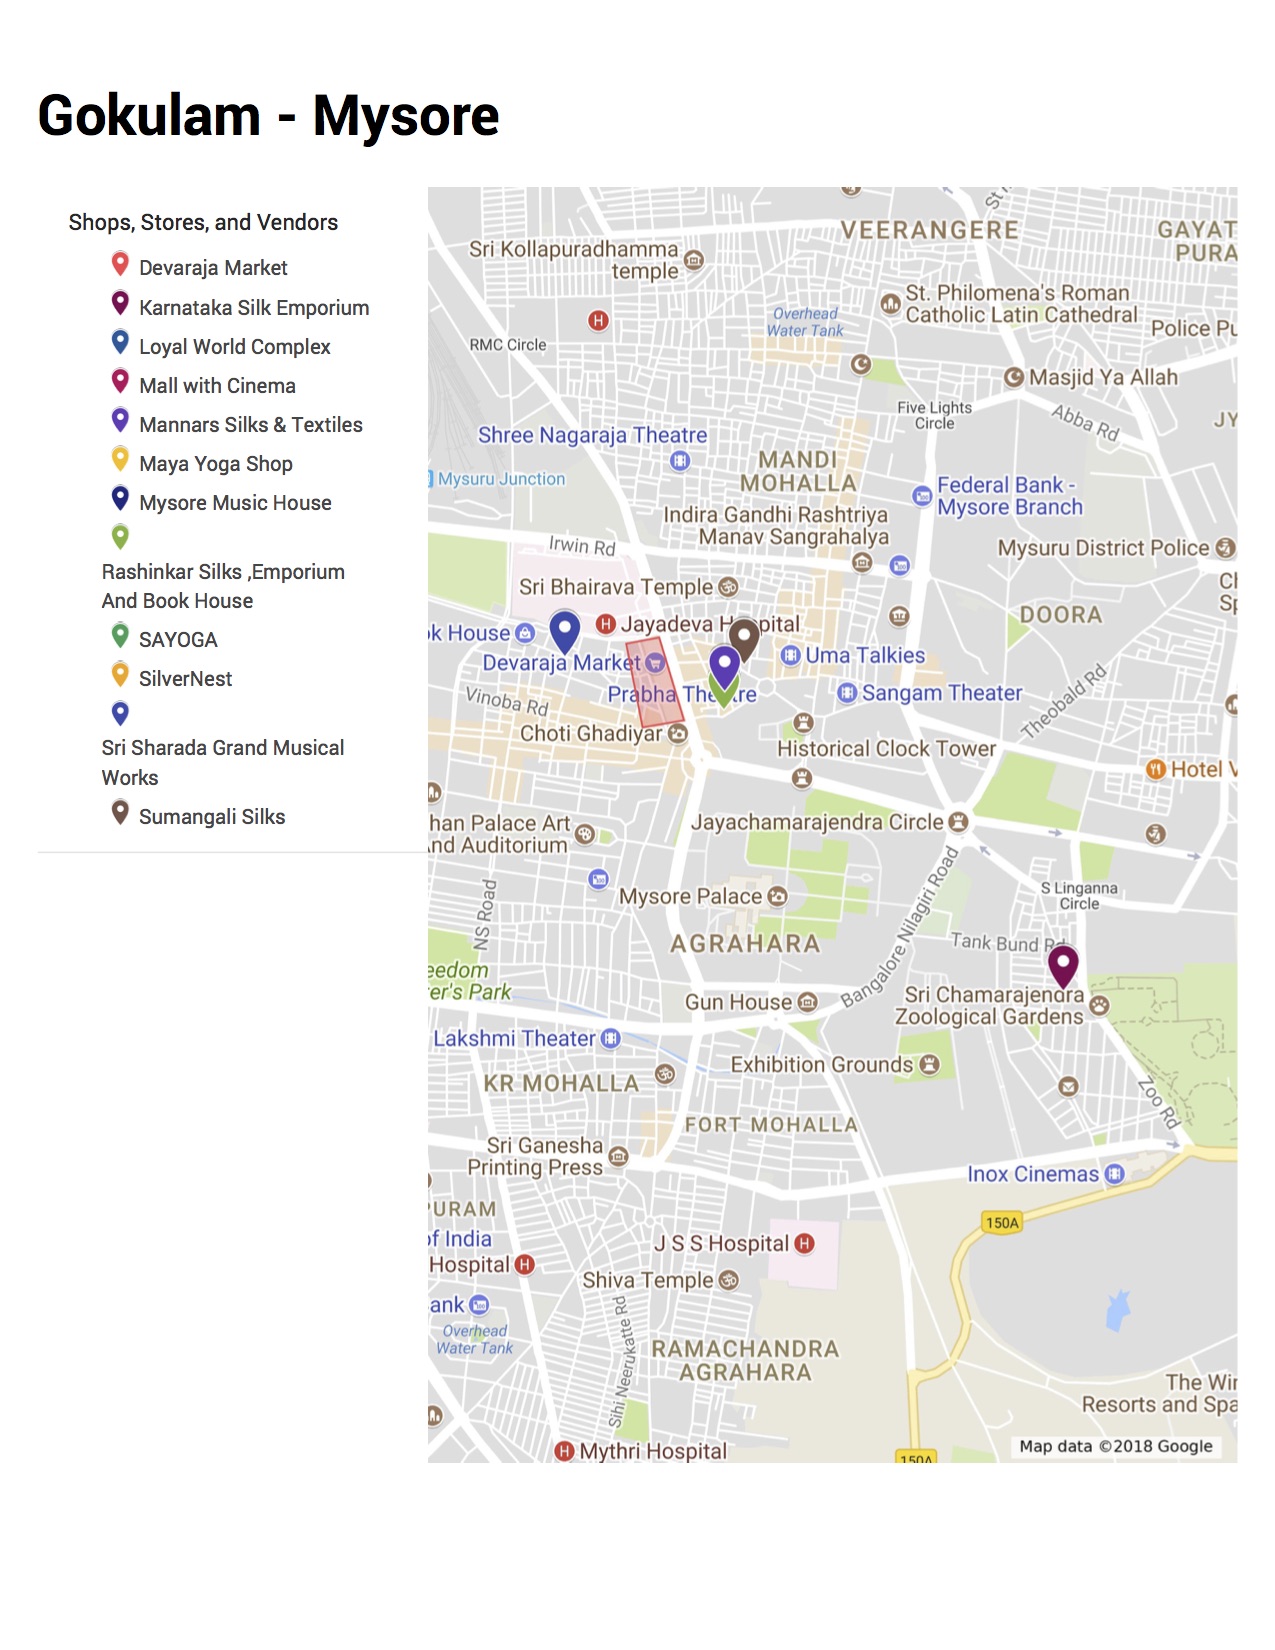 Gokulam - Mysore
Shops, Stores, and Vendors
Devaraja Market
Karnataka Silk Emporium
Loyal World Complex
Mall with Cinema
Mannars Silks & Textiles
Maya Yoga Shop
Mysore Music House
Rashinkar Silks ,Emporium
And Book House
SAYOGA
SilverNest
Sri Sharada Grand Musical
Works
Sumangali Silks
VEERANGERE
GAYAT
PURA
Sri Kollapuradhamma
temple
St. Philomena's Roman
Catholic Latin Cathedral
Overhead
Water Tank
Police Pu
RMC Circle
Masjid Ya Allah
Five Lights
Circle
Abba Rd
JY
Shree Nagaraja Theatre
MANDI
MOHALLA
Mysuru Junction
Federal Bank -
Mysore Branch
Indira Gandhi Rashtriya
Manav Sangrahalya
Irwin Rd
Mysuru District Police
Sri Bhairava Temple
Ch
Sp
DOORA
Jayadeva Hospital
ok House
Devaraja Market
Uma Talkies
Prabha Theatre
Sangam Theater
Vinoba Rd
Theobald Rd
Choti Ghadiyar
Historical Clock Tower
Hotel V
han Palace Art
And Auditorium
Jayachamarajendra Circle
Mysore Palace
S Linganna
Circle
NS Road
Bangalore Nilagiri Road
AGRAHARA
Tank Bund Rd
eedom
er's Park
Gun House
Sri Chamarajendra
Zoological Gardens
Lakshmi Theater
Exhibition Grounds
KR MOHALLA
Zoo Rd
FORT MOHALLA
Sri Ganesha
Printing Press
Inox Cinemas
PURAM
150A
of India
J S S Hospital
Hospital
Shiva Temple
ank
Overhead
Water Tank
Sihi Neerukatte Rd
RAMACHANDRA
AGRAHARA
The Win
Resorts and Spa
Mythri Hospital
150A
Map data ©2018 Google